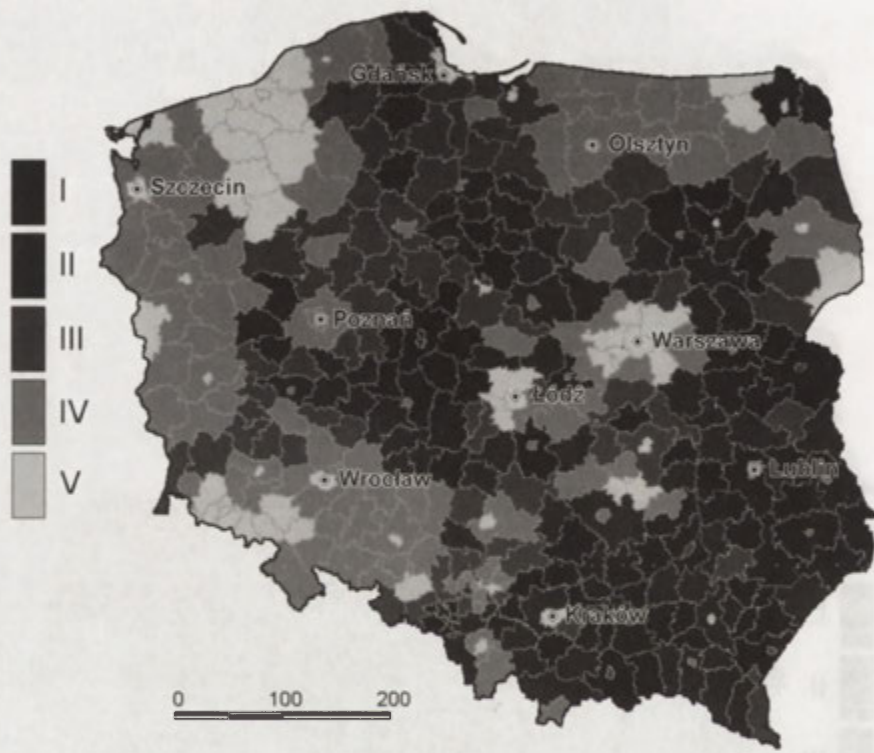 Gdańsk
Olsztyn
I
Szczecin
II
III
Poznań
Warszawa
IV
Łódź
V
Wrocław
Lublin
Kraków
0 100 200